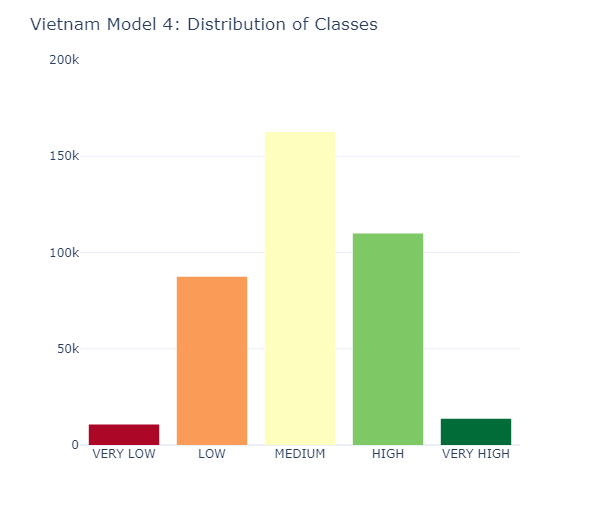 Vietnam Model 4: Distribution of Classes
200k
150k
100k
50k
0
VERY LOW
LOW
MEDIUM
HIGH
VERY HIGH